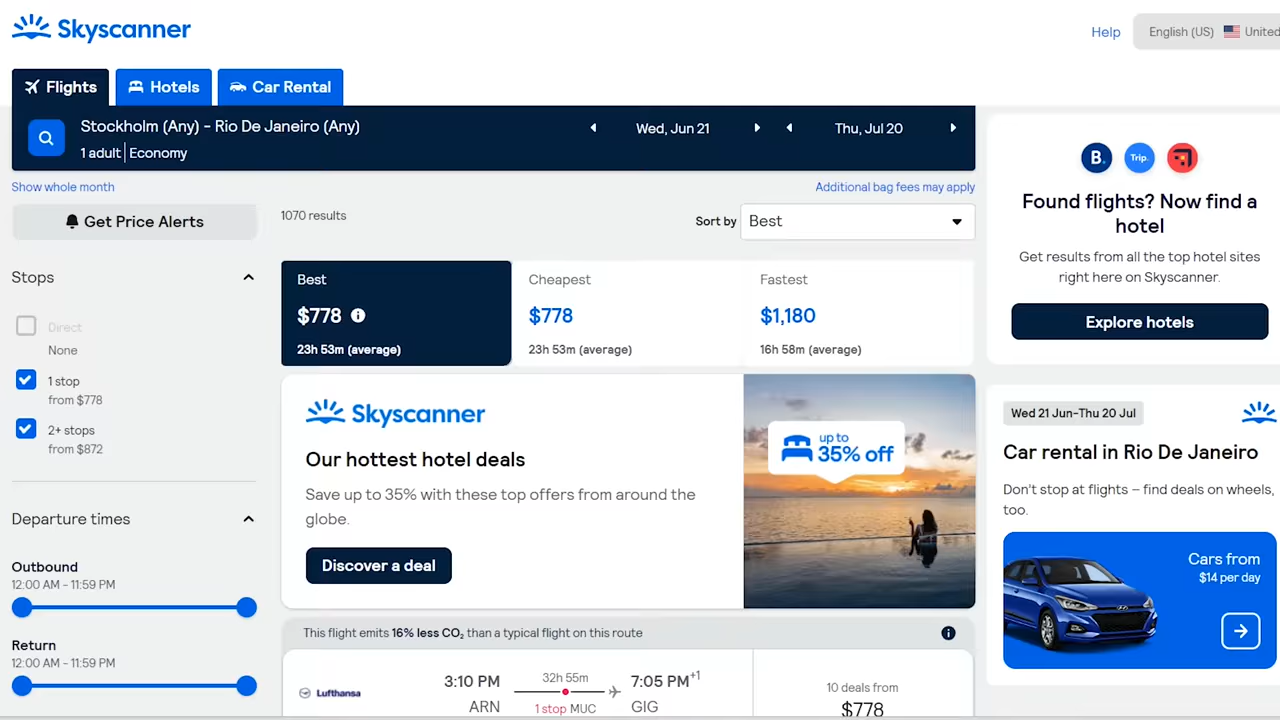 Skyscanner
Help
English (US) United
Flights
Hotels
Car Rental
Stockholm (Any) - Rio De Janeiro (Any)
1 adult | Economy
Wed, Jun 21
Thu, Jul 20
Show whole month
Additional bag fees may apply
Get Price Alerts
1070 results
Sort by Best
Stops
Direct
None
1 stop
from $778
2+ stops
from $872
Departure times
Outbound
12:00 AM - 11:59 PM
Return
12:00 AM - 11:59 PM
Best
$778
23h 53m (average)
Cheapest
$778
23h 53m (average)
Fastest
$1,180
16h 58m (average)
Skyscanner
Our hottest hotel deals
Save up to 35% with these top offers from around the
globe.
Discover a deal
up to
35% off
This flight emits 16% less CO₂ than a typical flight on this route
Lufthansa
3:10 PM
ARN
32h 55m
1 stop MUC
7:05 PM+1
GIG
10 deals from
$778
B.
Trip.
Found flights? Now find a
hotel
Get results from all the top hotel sites
right here on Skyscanner.
Explore hotels
Wed 21 Jun-Thu 20 Jul
Car rental in Rio De Janeiro
Don't stop at flights – find deals on wheels,
too.
Cars from
$14 per day